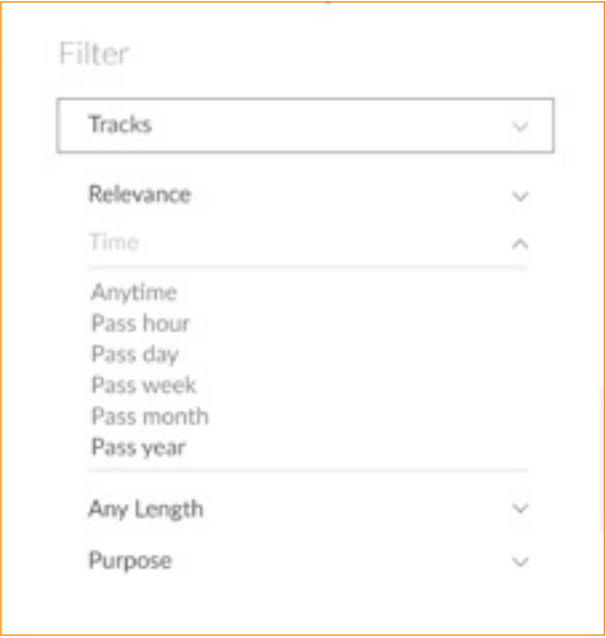 Filter
Tracks
Relevance
Time
Anytime
Pass hour
Pass day
Pass week
Pass month
Pass year
Any Length
Purpose